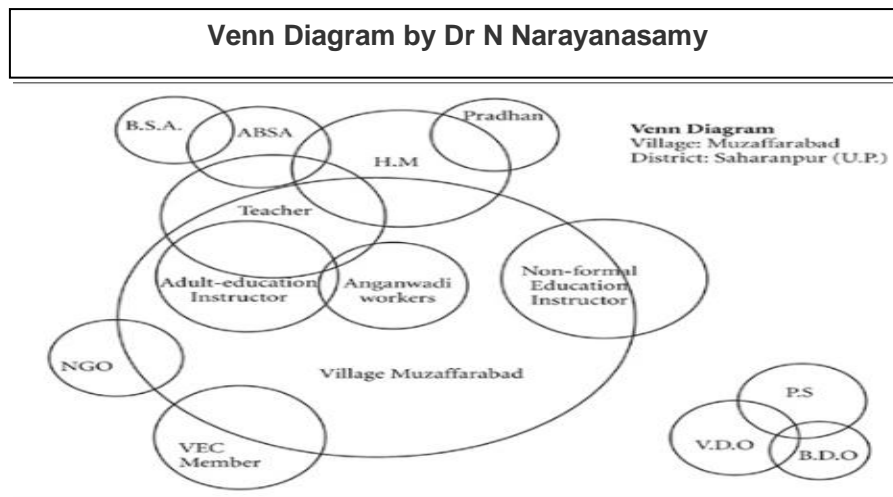 Venn Diagram by Dr N Narayanasamy
B.S.A.
ABSA
Pradhan
H.M
Venn Diagram
Village: Muzaffarabad
District: Saharanpur (U.P.)
Teacher
Adult-education
Instructor
Anganwadi
workers
Non-formal
Education
Instructor
NGO
Village Muzaffarabad
VEC
Member
P.S
V.D.O
B.D.O